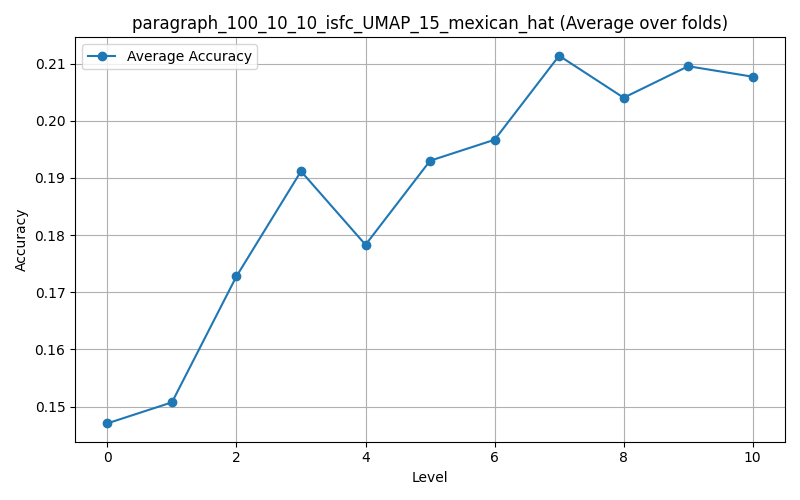 paragraph_100_10_10_isfc_UMAP_15_mexican_hat (Average over folds)
Average Accuracy
0.21
0.20
0.19
0.18
0.17
0.16
0.15
Accuracy
0 2 4 6 8 10
Level